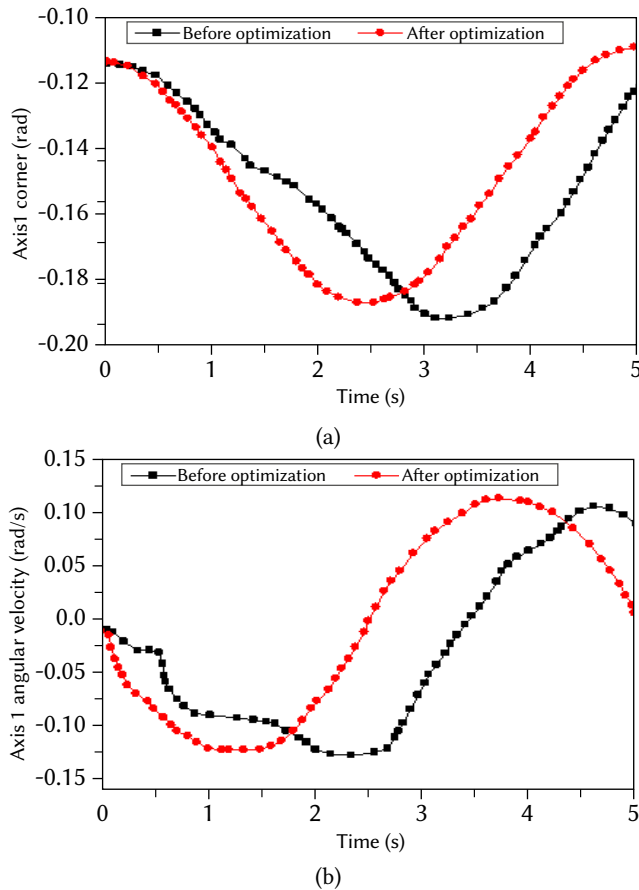 Before optimization After optimization
-0.12
-0.14
-0.16
-0.18
-0.20
Axis1 corner (rad)
0 1 2 3 4 5
Time (s)
(a)
0.15
Before optimization After optimization
0.10
0.05
0.0
-0.05
-0.10
-0.15
Axis 1 angular velocity (rad/s)
0 1 2 3 4 5
Time (s)
(b)